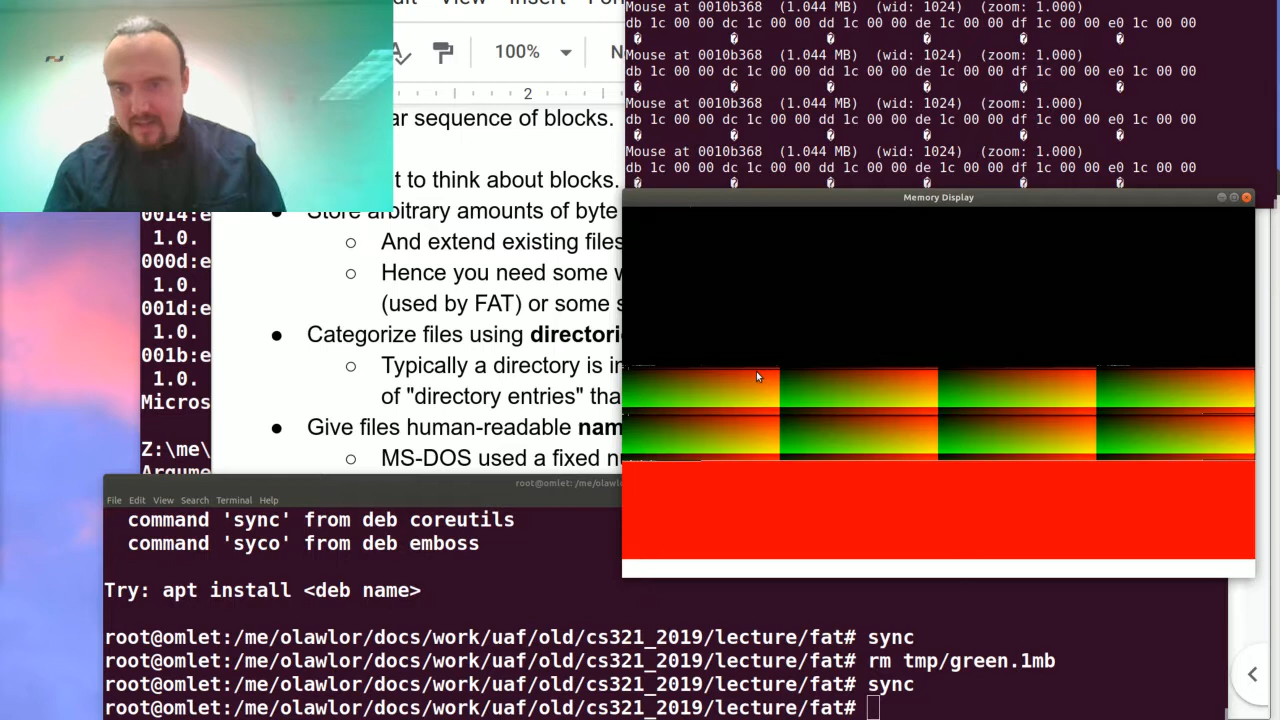 dit View Insert For
100% N
2
ar sequence of blocks.
t to think about blocks.
● Store arbitrary amounts of byte
○ And extend existing files
○ Hence you need some w
(used by FAT) or some s
● Categorize files using directori
○ Typically a directory is in
of "directory entries" tha
● Give files human-readable nam
○ MS-DOS used a fixed nu
Mouse at 0010b368 (1.044 MB) (wid: 1024) (zoom: 1.000)
db 1c 00 00 dc 1c 00 00 dd 1c 00 00 de 1c 00 00 df 1c 00 00 e0 1c 00 00
� � � � � �
Mouse at 0010b368 (1.044 MB) (wid: 1024) (zoom: 1.000)
db 1c 00 00 dc 1c 00 00 dd 1c 00 00 de 1c 00 00 df 1c 00 00 e0 1c 00 00
� � � � � �
Mouse at 0010b368 (1.044 MB) (wid: 1024) (zoom: 1.000)
db 1c 00 00 dc 1c 00 00 dd 1c 00 00 de 1c 00 00 df 1c 00 00 e0 1c 00 00
� � � � � �
Mouse at 0010b368 (1.044 MB) (wid: 1024) (zoom: 1.000)
db 1c 00 00 dc 1c 00 00 dd 1c 00 00 de 1c 00 00 df 1c 00 00 e0 1c 00 00
� � � � � �
Memory Display
0014:e
1.0.
000d:e
1.0.
001d:e
1.0.
001b:e
1.0.
Micros
Z:\me\
Argume
root@omlet: /me/olawl
File Edit View Search Terminal Help
command 'sync' from deb coreutils
command 'syco' from deb emboss
Try: apt install <deb name>
root@omlet:/me/olawlor/docs/work/uaf/old/cs321_2019/lecture/fat# sync
root@omlet:/me/olawlor/docs/work/uaf/old/cs321_2019/lecture/fat# rm tmp/green.1mb
root@omlet:/me/olawlor/docs/work/uaf/old/cs321_2019/lecture/fat# sync
root@omlet:/me/olawlor/docs/work/uaf/old/cs321_2019/lecture/fat#